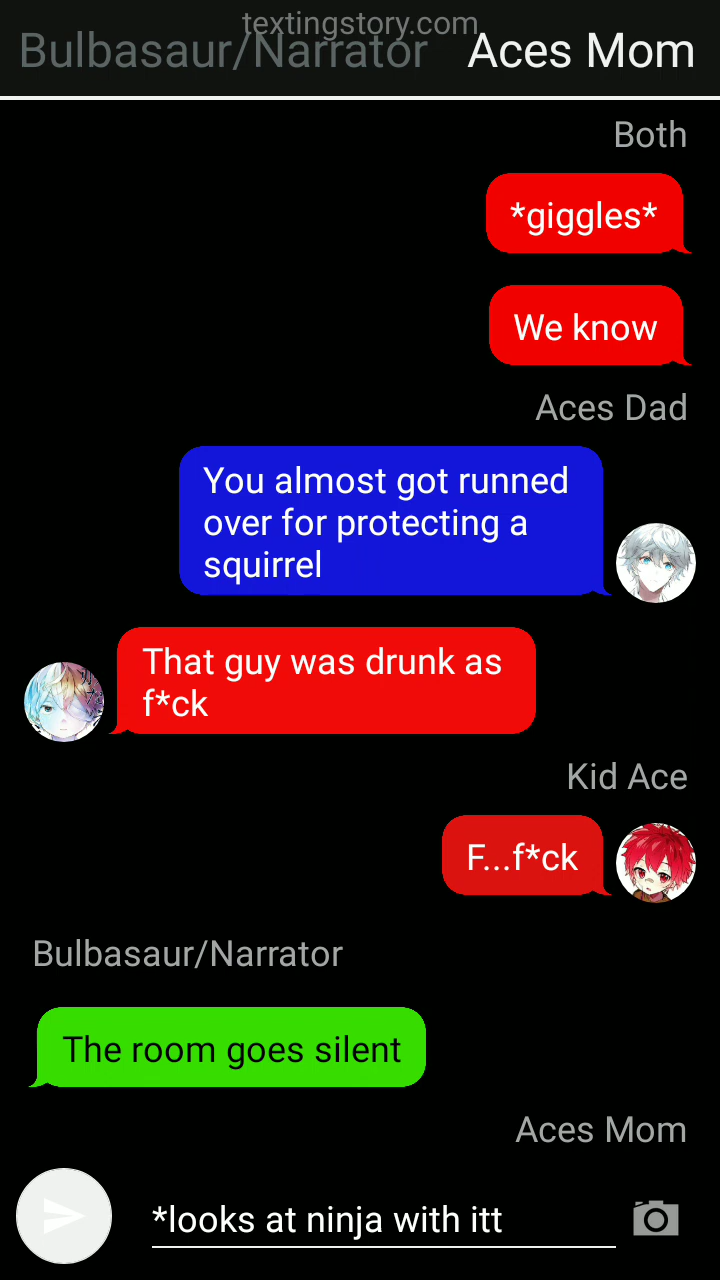 textingstory.com
Bulbasaur/Narrator Aces Mom
Both
*giggles*
We know
Aces Dad
You almost got runned
over for protecting a
squirrel
That guy was drunk as
f*ck
Kid Ace
F...f*ck
Bulbasaur/Narrator
The room goes silent
Aces Mom
*looks at ninja with itt